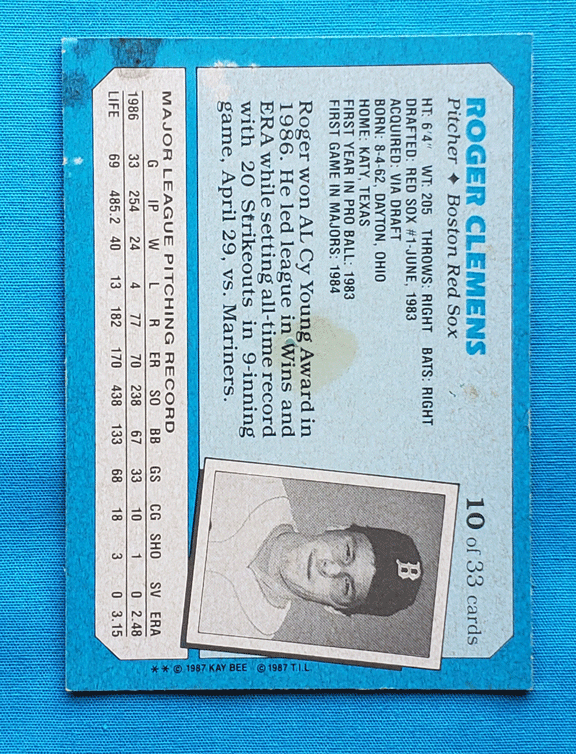 ROGER CLEMENS
10 of 33 cards
Pitcher ♦ Boston Red Sox
HT: 6'4" WT: 205 THROWS: RIGHT BATS: RIGHT
DRAFTED: RED SOX #1-JUNE, 1983
ACQUIRED: VIA DRAFT
BORN: 8-4-62, DAYTON, OHIO
HOME: KATY, TEXAS
FIRST YEAR IN PRO BALL: 1983
FIRST GAME IN MAJORS: 1984
Roger won AL Cy Young Award in
1986. He led league in Wins and
ERA while setting all-time record
with 20 Strikeouts in 9-inning
game, April 29, vs. Mariners.
B
MAJOR LEAGUE PITCHING RECORD
G IP W L R ER SO BB GS CG SHO SV ERA
1986 33 254 24 4 77 70 238 67 33 10 1 0 2.48
LIFE 69 485.2 40 13 182 170 438 133 68 18 3 0 3.15
** © 1987 KAY BEE © 1987 T.I.L.